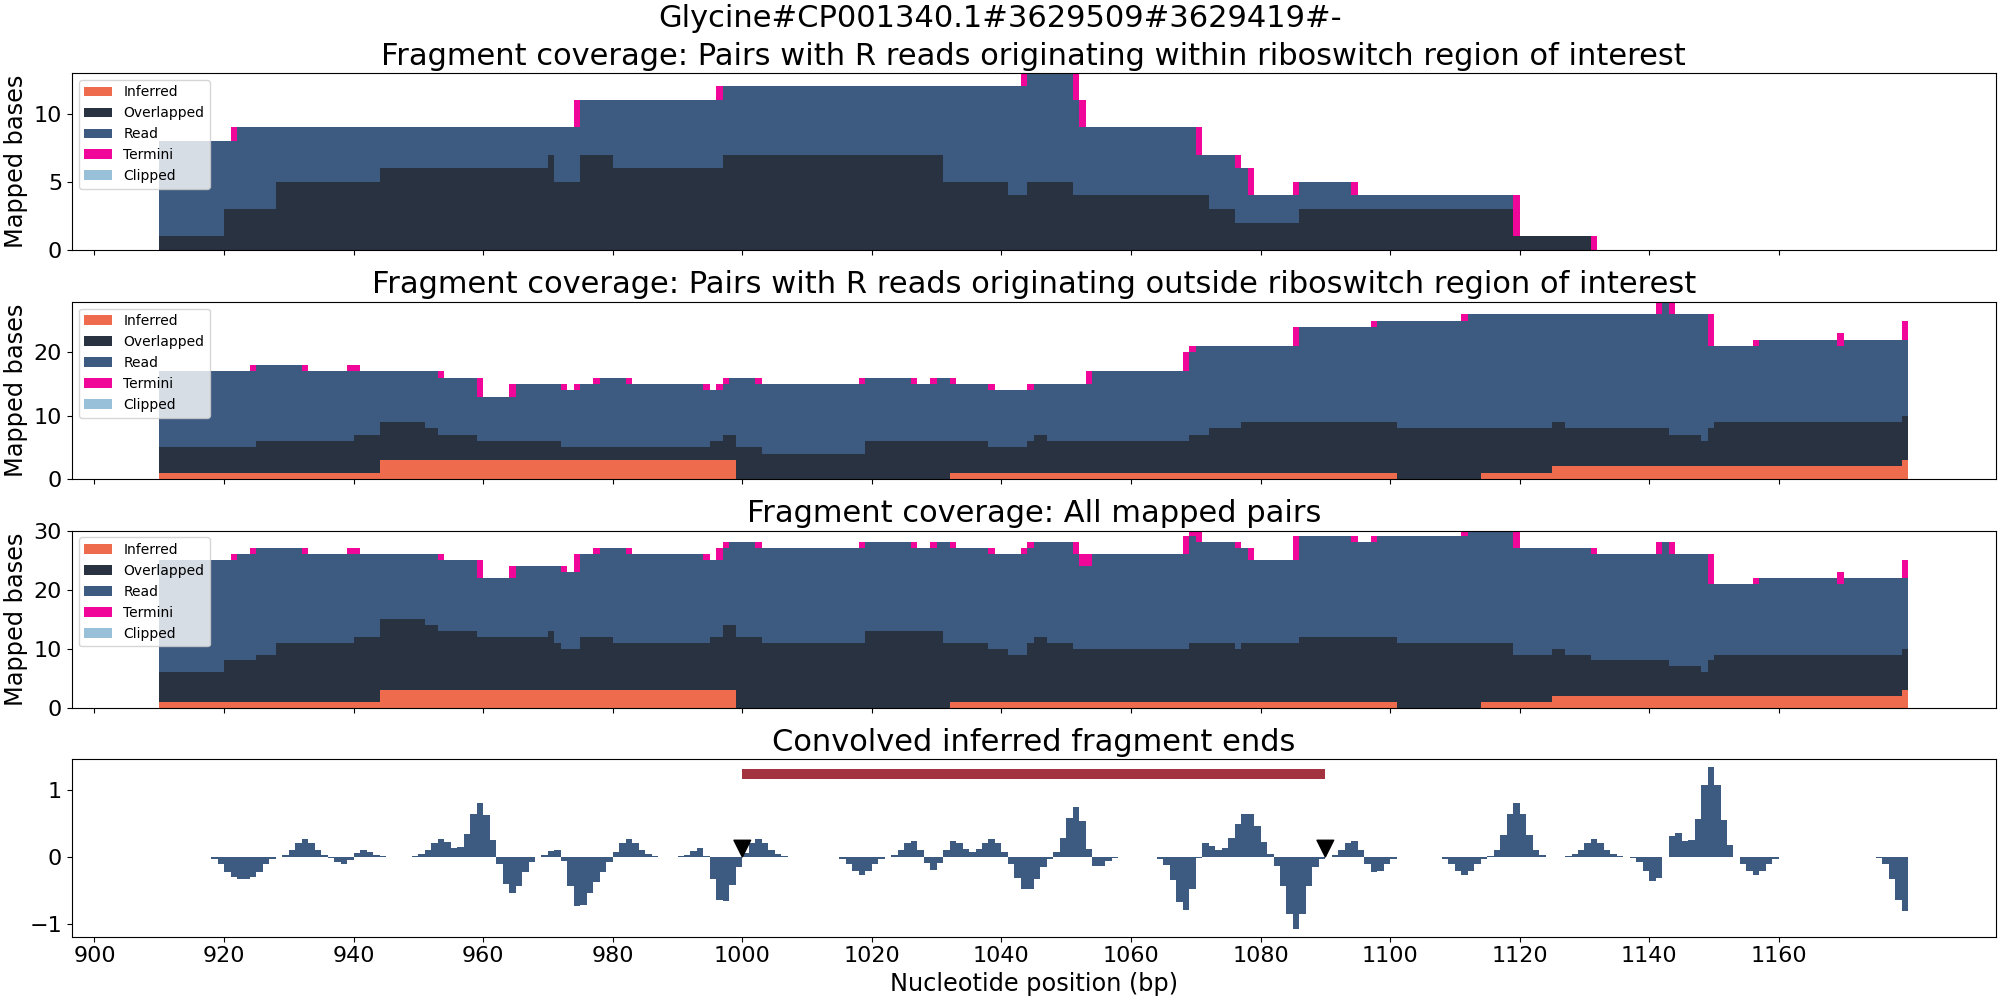 Glycine#CP001340.1#3629509#3629419#-
Fragment coverage: Pairs with R reads originating within riboswitch region of interest
Mapped bases
10
5
0
Inferred
Overlapped
Read
Termini
Clipped
Fragment coverage: Pairs with R reads originating outside riboswitch region of interest
Mapped bases
20
10
0
Inferred
Overlapped
Read
Termini
Clipped
Fragment coverage: All mapped pairs
Mapped bases
30
20
10
0
Inferred
Overlapped
Read
Termini
Clipped
Convolved inferred fragment ends
1
0
−1
900 920 940 960 980 1000 1020 1040 1060 1080 1100 1120 1140 1160
Nucleotide position (bp)